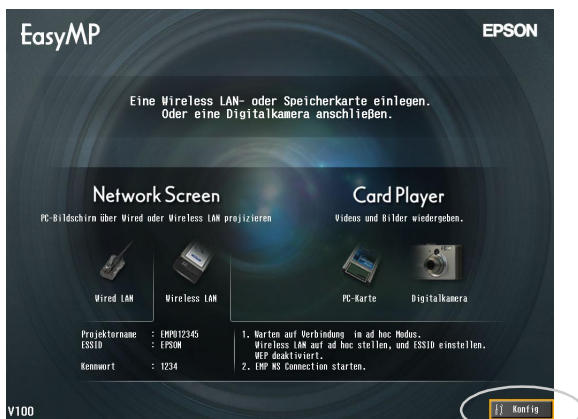 EasyMP
EPSON
Eine Wireless LAN- oder Speicherkarte einlegen.
Oder eine Digitalkamera anschließen.
Network Screen
PC-Bildschirm über Wired oder Wireless LAN projizieren
Wired LAN
Wireless LAN
Card Player
Videos und Bilder wiedergeben.
PC-Karte
Digitalkamera
Projektorname : EMP012345
ESSID : EPSON
Kennwort : 1234
1. Warten auf Verbindung in ad hoc Modus.
Wireless LAN auf ad hoc stellen, und ESSID einstellen.
WEP deaktiviert.
2. EMP NS Connection starten.
V100
Konfig